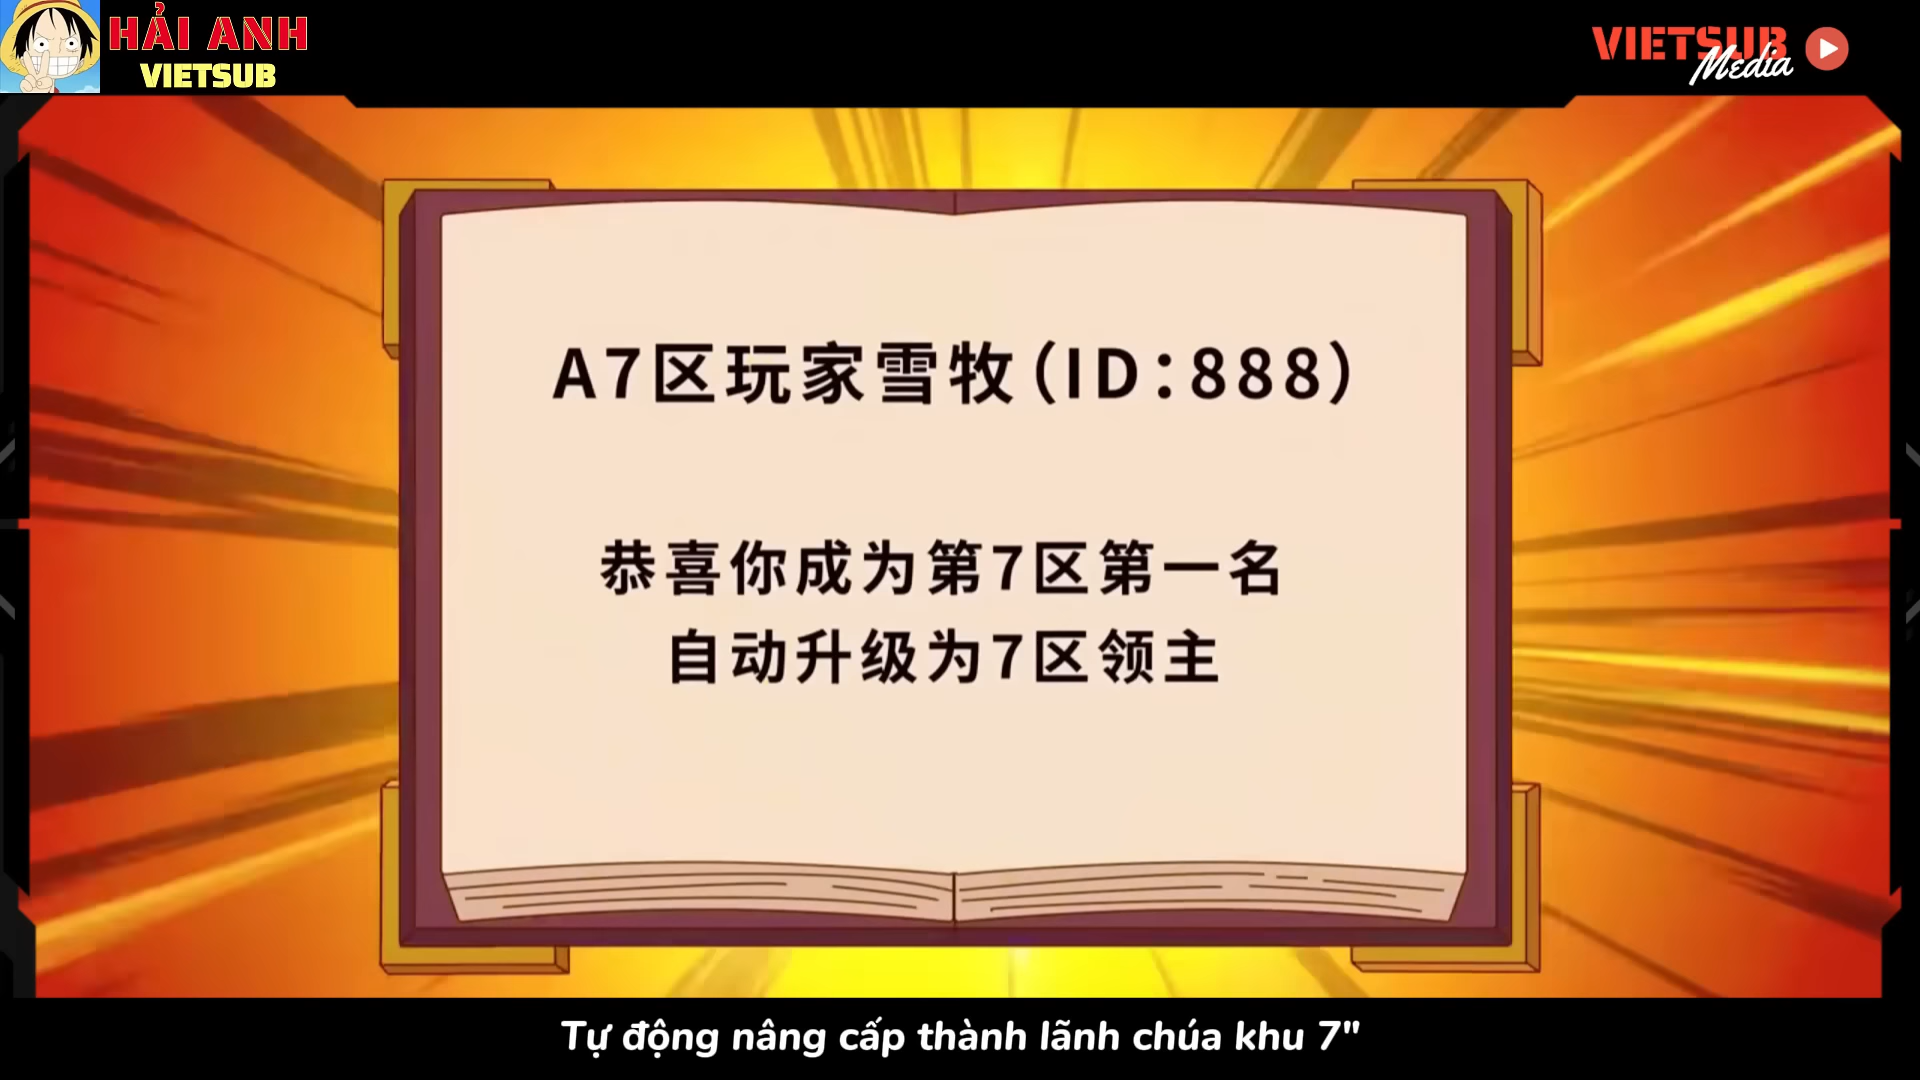 HẢI ANH
VIETSUB
VIETSUB
Media
A7区玩家雪牧(ID:888)
恭喜你成为第7区第一名
自动升级为7区领主
Tự động nâng cấp thành lãnh chúa khu 7"